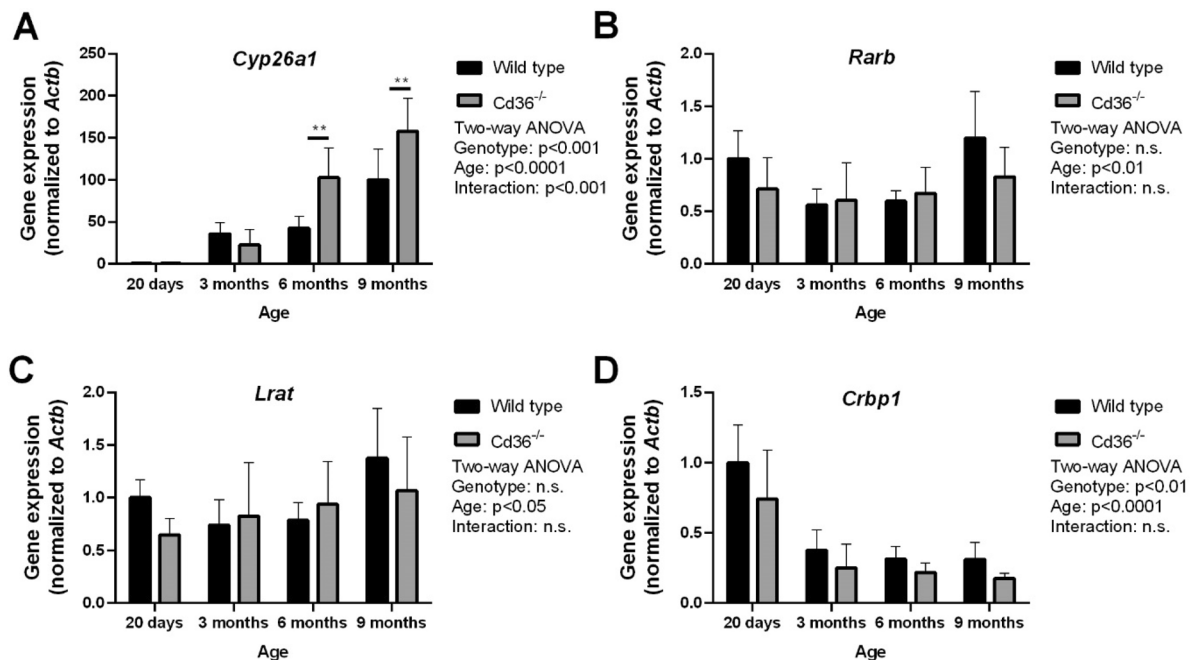 A
Cyp26a1
Gene expression
(normalized to Actb)
250
200
150
100
50
0
**
**
20 days
3 months
6 months
9 months
Age
Wild type
Cd36-/-
Two-way ANOVA
Genotype: p<0.001
Age: p<0.0001
Interaction: p<0.001
B
Rarb
Gene expression
(normalized to Actb)
2.0
1.5
1.0
0.5
0.0
20 days
3 months
6 months
9 months
Age
Wild type
Cd36-/-
Two-way ANOVA
Genotype: n.s.
Age: p<0.01
Interaction: n.s.
C
Lrat
Gene expression
(normalized to Actb)
2.0
1.5
1.0
0.5
0.0
20 days
3 months
6 months
9 months
Age
Wild type
Cd36-/-
Two-way ANOVA
Genotype: n.s.
Age: p<0.05
Interaction: n.s.
D
Crbp1
Gene expression
(normalized to Actb)
1.5
1.0
0.5
0.0
20 days
3 months
6 months
9 months
Age
Wild type
Cd36-/-
Two-way ANOVA
Genotype: p<0.01
Age: p<0.0001
Interaction: n.s.